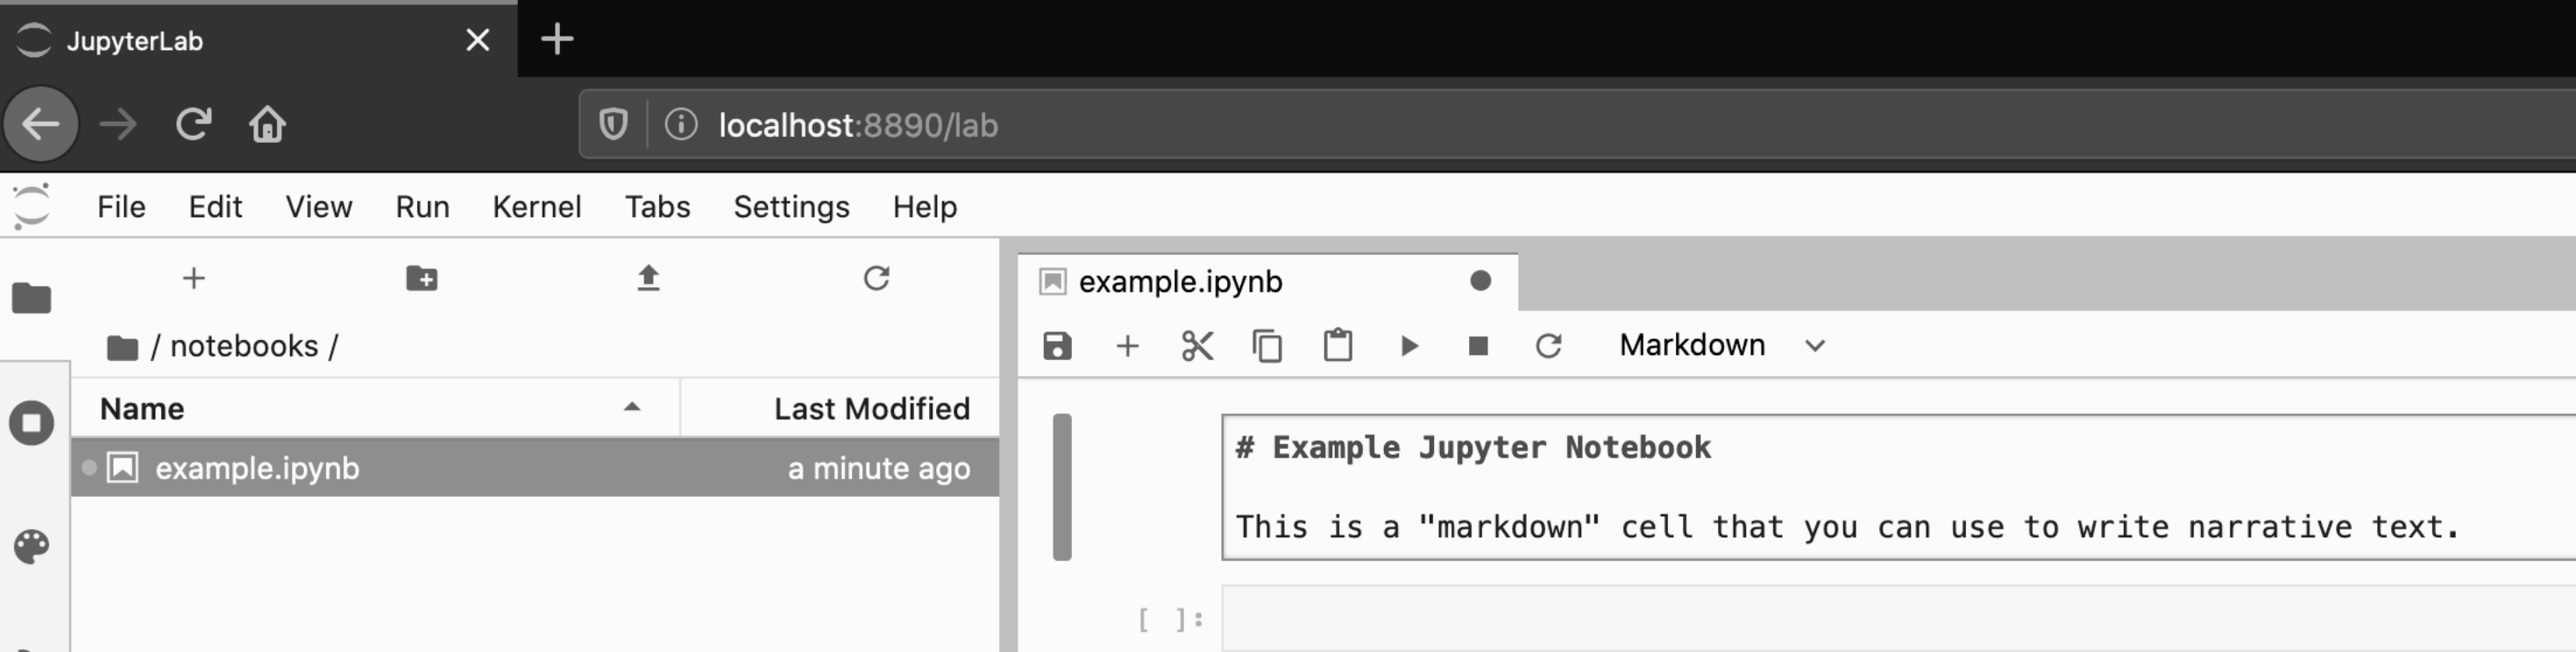 JupyterLab
localhost:8890/lab
File Edit View Run Kernel Tabs Settings Help
example.ipynb
/ notebooks /
Markdown
Name Last Modified
example.ipynb a minute ago
# Example Jupyter Notebook
This is a "markdown" cell that you can use to write narrative text.
[ ]: